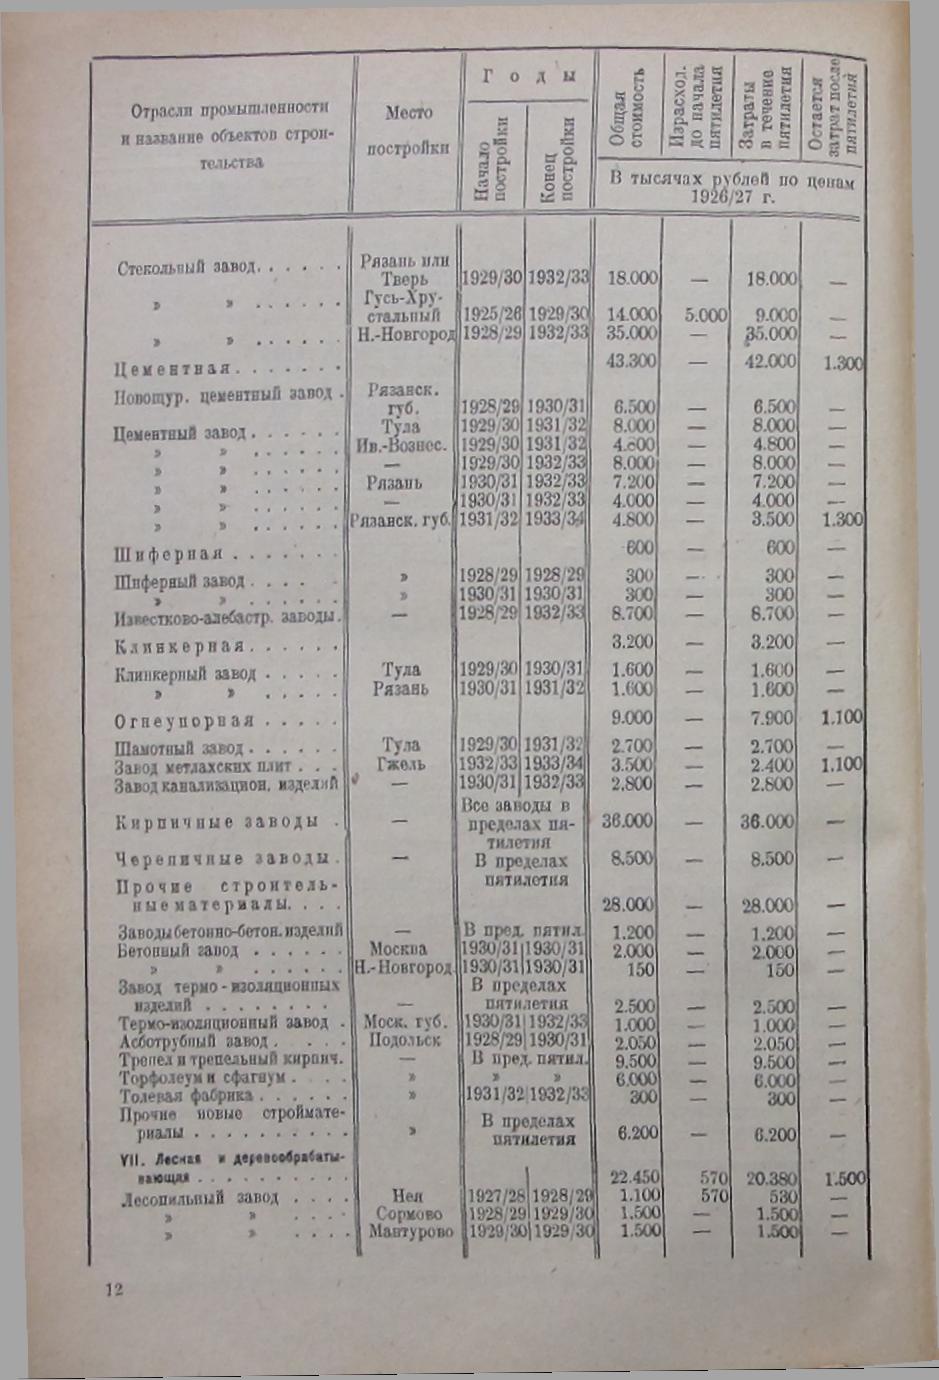 Отрасли промышленности
и название объектов строи-
тельства
Место
постройки
Годы
Начало
постройки
Конец
постройки
Общая
стоимость
Израсход.
до начала
пятилетия
Затраты
в течение
пятилетия
Остается
затрат после
пятилетия
В тысячах рублей по ценам
1926/27 г.
Стекольный завод. . . . . . Рязань или
Тверь 1929/30 1932/33 18.000 — 18.000 —
» » . . . . . . Гусь-Хру-
стальный 1925/26 1929/30 14.000 5.000 9.000 —
» » . . . . . . Н.-Новгород 1928/29 1932/33 35.000 — 35.000 —
Цементная. . . . . . . 43.300 — 42.000 1.300
Новощур. цементный завод . Рязанск.
губ. 1928/29 1930/31 6.500 — 6.500 —
Цементный завод . . . . . . Тула 1929/30 1931/32 8.000 — 8.000 —
» » . . . . . . Ив.-Вознес. 1929/30 1931/32 4.800 — 4.800 —
» » . . . . . . — 1929/30 1932/33 8.000 — 8.000 —
» » . . . . . . Рязань 1930/31 1932/33 7.200 — 7.200 —
» » . . . . . . — 1930/31 1932/33 4.000 — 4.000 —
» » . . . . . . Рязанск. губ. 1931/32 1933/34 4.800 — 3.500 1.300
Шиферная . . . . . . . 600 — 600 —
Шиферный завод . . . . . » 1928/29 1928/29 300 — 300 —
» » . . . . . . » 1930/31 1930/31 300 — 300 —
Известково-алебастр. заводы. — 1928/29 1932/33 8.700 — 8.700 —
Клинкерная. . . . . . 3.200 — 3.200 —
Клинкерный завод . . . . . Тула 1929/30 1930/31 1.600 — 1.600 —
» » . . . . . Рязань 1930/31 1931/32 1.600 — 1.600 —
Огнеупорная . . . . . 9.000 — 7.900 1.100
Шамотный завод. . . . . . Тула 1929/30 1931/32 2.700 — 2.700 —
Завод метлахских плит . . . Гжель 1932/33 1933/34 3.500 — 2.400 1.100
Завод канализацион. изделий — 1930/31 1932/33 2.800 — 2.800 —
Кирпичные заводы . — Все заводы в
пределах пя-
тилетия 36.000 — 36.000 —
Черепичные заводы . — В пределах
пятилетия 8.500 — 8.500 —
Прочие строитель-
ные материалы. . . . 28.000 — 28.000 —
Заводы бетонно-бетон. изделий — В пред. пятил. 1.200 — 1.200 —
Бетонный завод . . . . . . Москва 1930/31 1930/31 2.000 — 2.000 —
» » . . . . . . Н.-Новгород. 1930/31 1930/31 150 — 150 —
Завод термо-изоляционных
изделий . . . . . . . . — В пределах
пятилетия 2.500 — 2.500 —
Термо-изоляционный завод . Моск. губ. 1930/31 1932/33 1.000 — 1.000 —
Асботрубный завод . . . . . Подольск 1928/29 1930/31 2.050 — 2.050 —
Трепел и трепельный кирпич. — В пред. пятил. 9.500 — 9.500 —
Торфолеум и сфагнум . . . . » » » 6.000 — 6.000 —
Толевая фабрика . . . . . . » 1931/32 1932/33 300 — 300 —
Прочие новые строймате-
риалы . . . . . . . . . . » В пределах
пятилетия 6.200 — 6.200 —
VII. Лесная и деревообрабаты-
вающая . . . . . . . . . . 22.450 570 20.380 1.500
Лесопильный завод . . . . Нея 1927/28 1928/29 1.100 570 530 —
» » . . . . Сормово 1928/29 1929/30 1.500 — 1.500 —
» » . . . . Мантурово 1929/30 1929/30 1.500 — 1.500 —
12